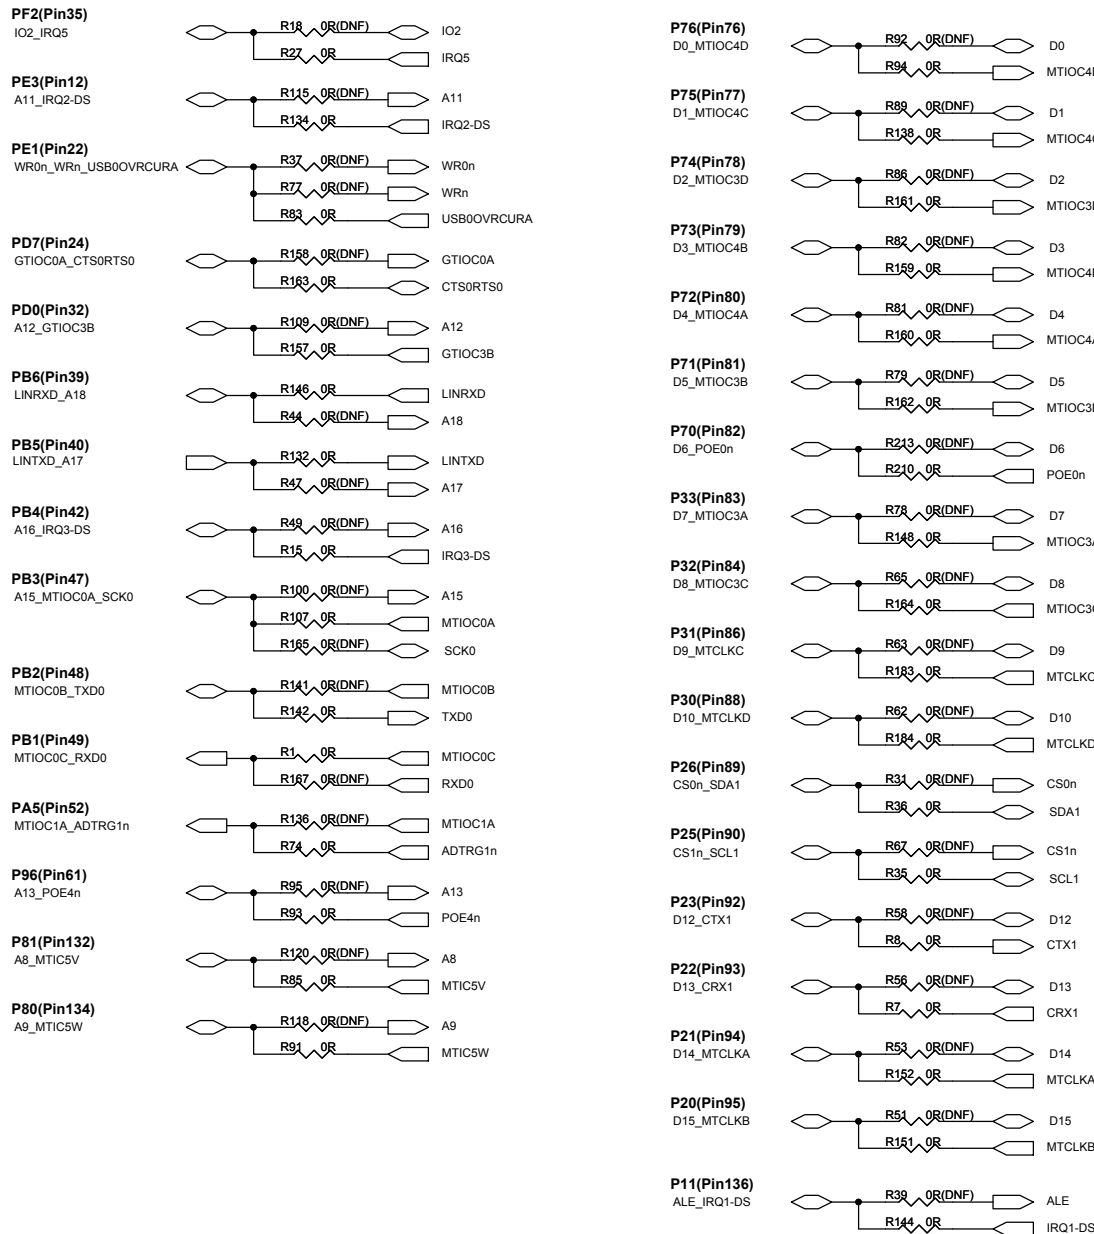 PF2(Pin35)
IO2_IRQ5
R18 0R(DNF) IO2
R27 0R IRQ5
PE3(Pin12)
A11_IRQ2-DS
R115 0R(DNF) A11
R134 0R IRQ2-DS
PE1(Pin22)
WR0n_WRn_USB0OVRCURA
R37 0R(DNF) WR0n
R77 0R(DNF) WRn
R83 0R USB0OVRCURA
PD7(Pin24)
GTIOC0A_CTS0RTS0
R158 0R(DNF) GTIOC0A
R163 0R CTS0RTS0
PD0(Pin32)
A12_GTIOC3B
R109 0R(DNF) A12
R157 0R GTIOC3B
PB6(Pin39)
LINRXD_A18
R146 0R LINRXD
R44 0R(DNF) A18
PB5(Pin40)
LINTXD_A17
R132 0R LINTXD
R47 0R(DNF) A17
PB4(Pin42)
A16_IRQ3-DS
R49 0R(DNF) A16
R15 0R IRQ3-DS
PB3(Pin47)
A15_MTIOC0A_SCK0
R100 0R(DNF) A15
R107 0R MTIOC0A
R165 0R(DNF) SCK0
PB2(Pin48)
MTIOC0B_TXD0
R141 0R(DNF) MTIOC0B
R142 0R TXD0
PB1(Pin49)
MTIOC0C_RXD0
R1 0R MTIOC0C
R167 0R(DNF) RXD0
PA5(Pin52)
MTIOC1A_ADTRG1n
R136 0R(DNF) MTIOC1A
R74 0R ADTRG1n
P96(Pin61)
A13_POE4n
R95 0R(DNF) A13
R93 0R POE4n
P81(Pin132)
A8_MTIC5V
R120 0R(DNF) A8
R85 0R MTIC5V
P80(Pin134)
A9_MTIC5W
R118 0R(DNF) A9
R91 0R MTIC5W
P76(Pin76)
D0_MTIOC4D
R92 0R(DNF) D0
R94 0R MTIOC4D
P75(Pin77)
D1_MTIOC4C
R89 0R(DNF) D1
R138 0R MTIOC4C
P74(Pin78)
D2_MTIOC3D
R86 0R(DNF) D2
R161 0R MTIOC3D
P73(Pin79)
D3_MTIOC4B
R82 0R(DNF) D3
R159 0R MTIOC4B
P72(Pin80)
D4_MTIOC4A
R81 0R(DNF) D4
R160 0R MTIOC4A
P71(Pin81)
D5_MTIOC3B
R79 0R(DNF) D5
R162 0R MTIOC3B
P70(Pin82)
D6_POE0n
R213 0R(DNF) D6
R210 0R POE0n
P33(Pin83)
D7_MTIOC3A
R78 0R(DNF) D7
R148 0R MTIOC3A
P32(Pin84)
D8_MTIOC3C
R65 0R(DNF) D8
R164 0R MTIOC3C
P31(Pin86)
D9_MTCLKC
R63 0R(DNF) D9
R183 0R MTCLKC
P30(Pin88)
D10_MTCLKD
R62 0R(DNF) D10
R184 0R MTCLKD
P26(Pin89)
CS0n_SDA1
R31 0R(DNF) CS0n
R36 0R SDA1
P25(Pin90)
CS1n_SCL1
R67 0R(DNF) CS1n
R35 0R SCL1
P23(Pin92)
D12_CTX1
R58 0R(DNF) D12
R8 0R CTX1
P22(Pin93)
D13_CRX1
R56 0R(DNF) D13
R7 0R CRX1
P21(Pin94)
D14_MTCLKA
R53 0R(DNF) D14
R152 0R MTCLKA
P20(Pin95)
D15_MTCLKB
R51 0R(DNF) D15
R151 0R MTCLKB
P11(Pin136)
ALE_IRQ1-DS
R39 0R(DNF) ALE
R144 0R IRQ1-DS